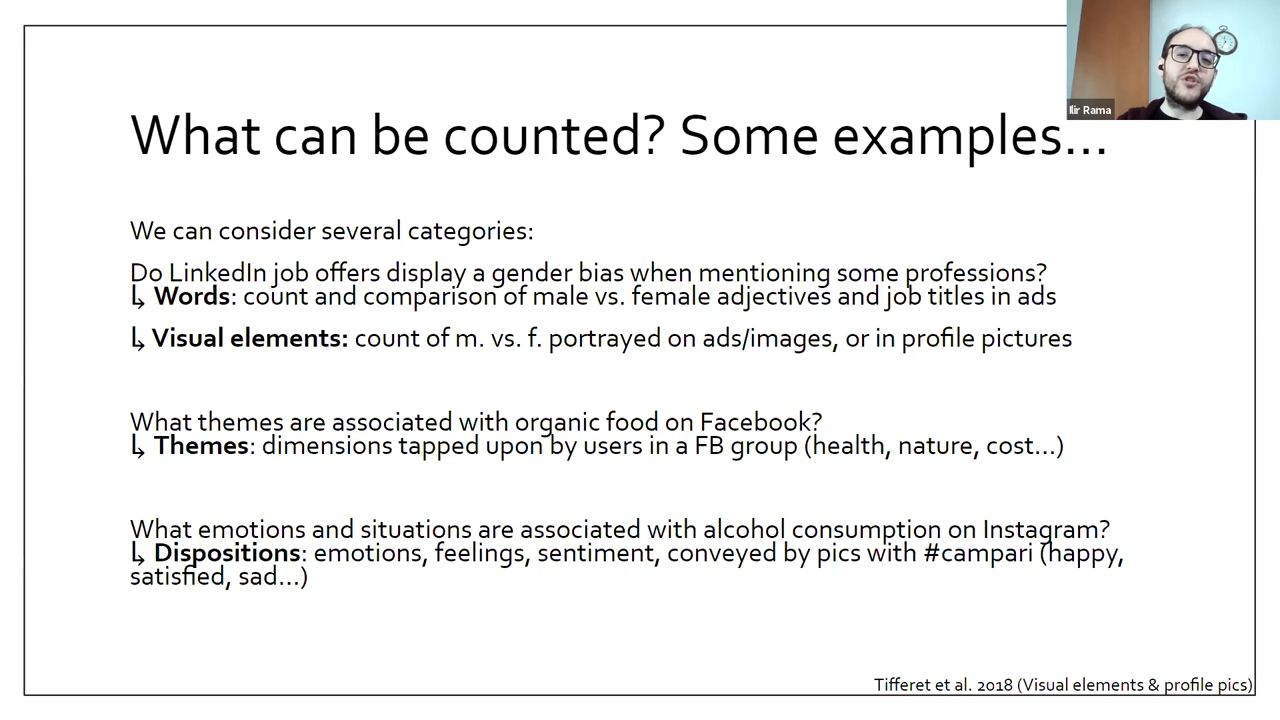 What can be counted? Some examples...
Ilir Rama
We can consider several categories:
Do LinkedIn job offers display a gender bias when mentioning some professions?
↳ Words: count and comparison of male vs. female adjectives and job titles in ads
↳ Visual elements: count of m. vs. f. portrayed on ads/images, or in profile pictures
What themes are associated with organic food on Facebook?
↳ Themes: dimensions tapped upon by users in a FB group (health, nature, cost...)
What emotions and situations are associated with alcohol consumption on Instagram?
↳ Dispositions: emotions, feelings, sentiment, conveyed by pics with #campari (happy,
satisfied, sad...)
Tifferet et al. 2018 (Visual elements & profile pics)